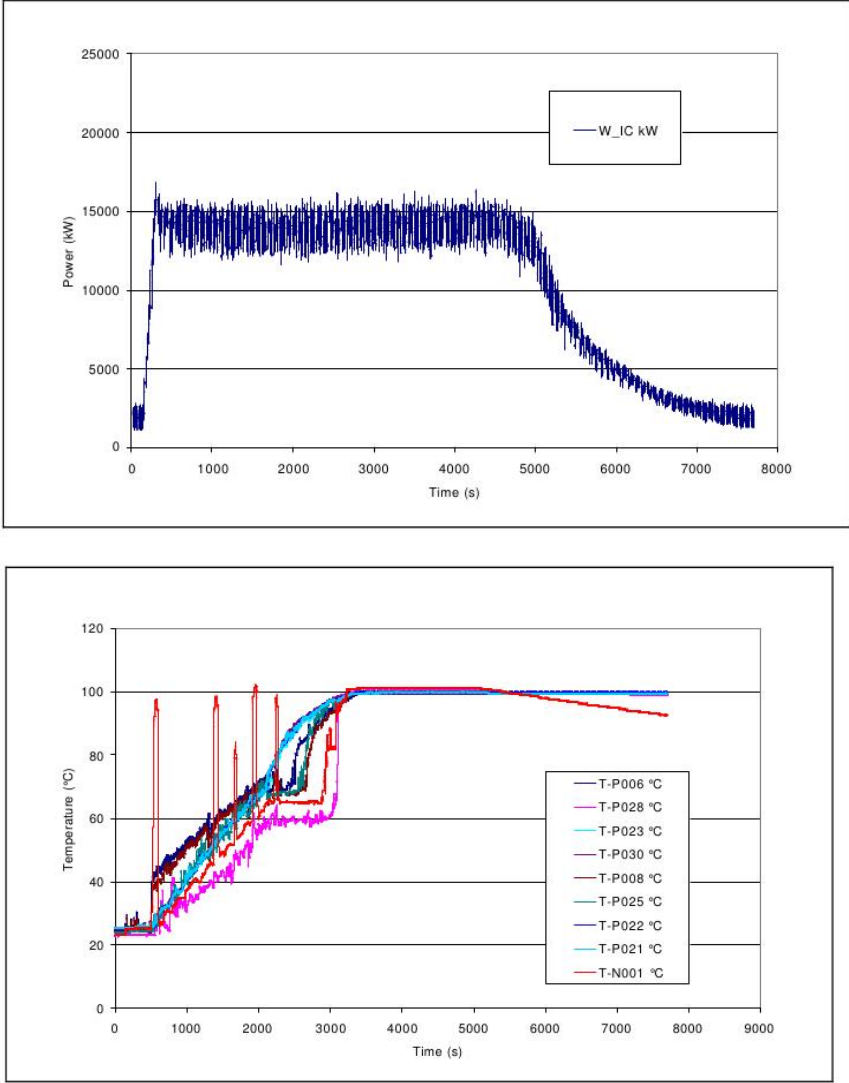 25000
20000
15000
10000
5000
0
Power (kW)
W_IC kW
0 1000 2000 3000 4000 5000 6000 7000 8000
Time (s)
120
100
80
60
40
20
0
Temperature (ºC)
T-P006 ºC
T-P028 ºC
T-P023 ºC
T-P030 ºC
T-P008 ºC
T-P025 ºC
T-P022 ºC
T-P021 ºC
T-N001 ºC
0 1000 2000 3000 4000 5000 6000 7000 8000 9000
Time (s)